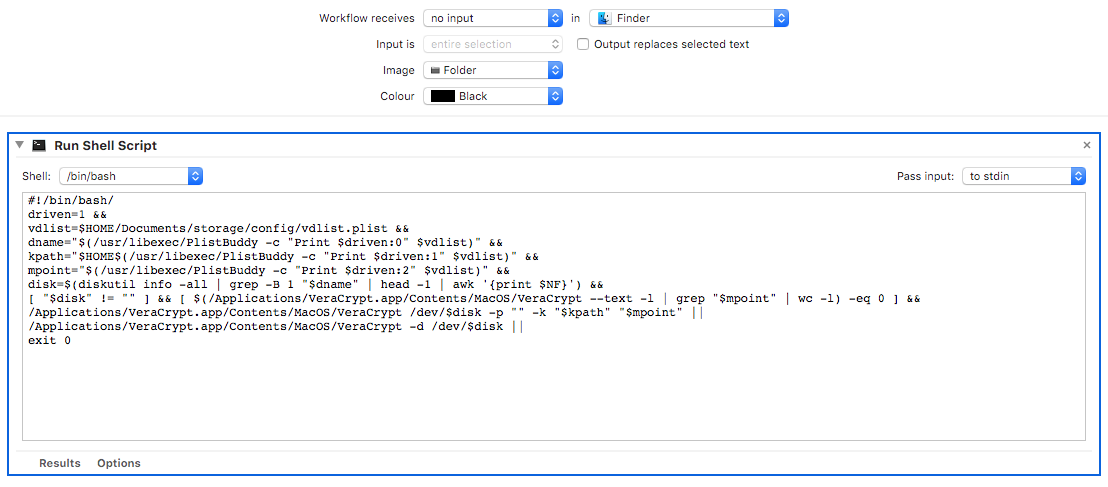 Workflow receives no input in Finder
Input is entire selection Output replaces selected text
Image Folder
Colour Black
Run Shell Script
Shell: /bin/bash Pass input: to stdin
#!/bin/bash/
driven=1 &&
vdlist=$HOME/Documents/storage/config/vdlist.plist &&
dname="$(/usr/libexec/PlistBuddy -c "Print $driven:0" $vdlist)" &&
kpath="$HOME$(/usr/libexec/PlistBuddy -c "Print $driven:1" $vdlist)" &&
mpoint="$(/usr/libexec/PlistBuddy -c "Print $driven:2" $vdlist)" &&
disk=$(diskutil info -all | grep -B 1 "$dname" | head -1 | awk '{print $NF}') &&
[ "$disk" != "" ] && [ $(/Applications/VeraCrypt.app/Contents/MacOS/VeraCrypt --text -l | grep "$mpoint" | wc -l) -eq 0 ] &&
/Applications/VeraCrypt.app/Contents/MacOS/VeraCrypt /dev/$disk -p "" -k "$kpath" "$mpoint" ||
/Applications/VeraCrypt.app/Contents/MacOS/VeraCrypt -d /dev/$disk ||
exit 0
Results Options